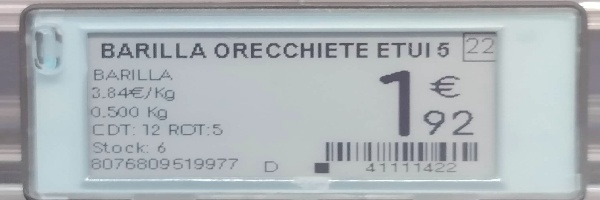 BARILLA ORECCHIETE ETUI 5 22
BARILLA
3.84€/Kg
0.500 Kg
CDT: 12 ROT:5
Stock: 6
8076809519977 D
1 €
92
41111422